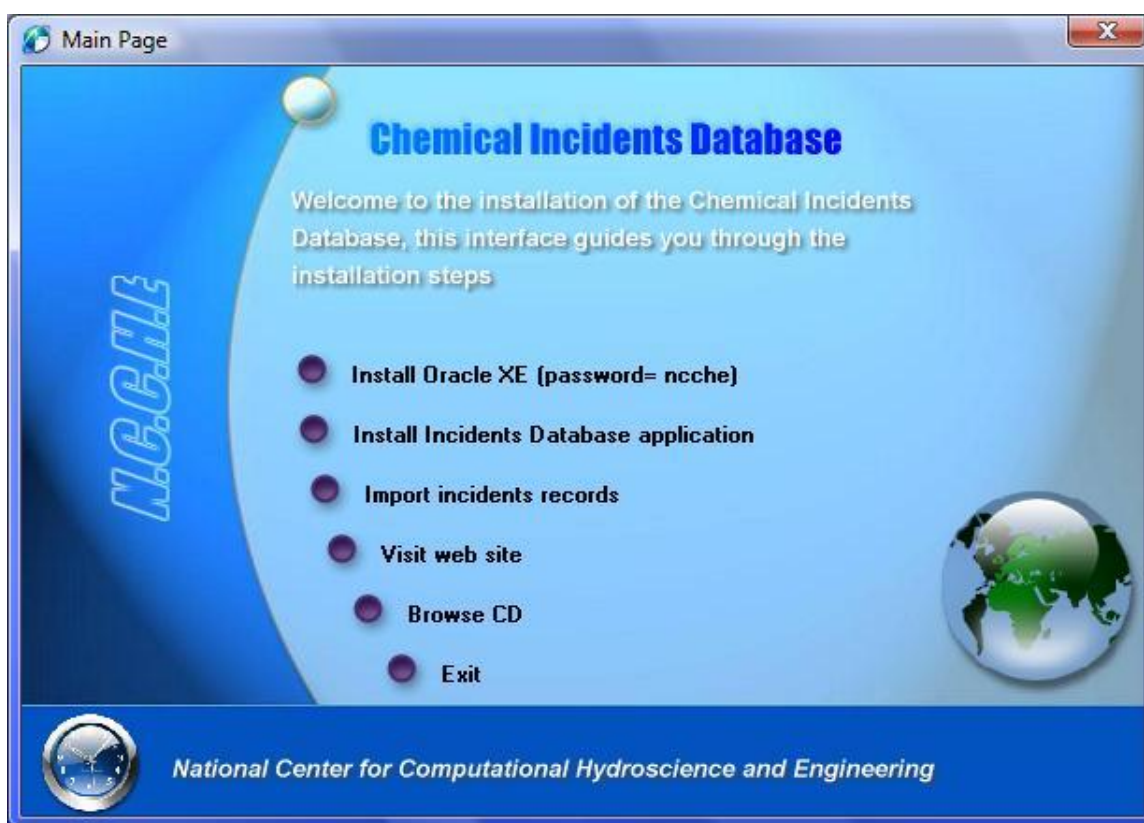 Main Page
Chemical Incidents Database
Welcome to the installation of the Chemical Incidents
Database, this interface guides you through the
installation steps
N.C.C.H.E
Install Oracle XE (password= ncche)
Install Incidents Database application
Import incidents records
Visit web site
Browse CD
Exit
National Center for Computational Hydroscience and Engineering